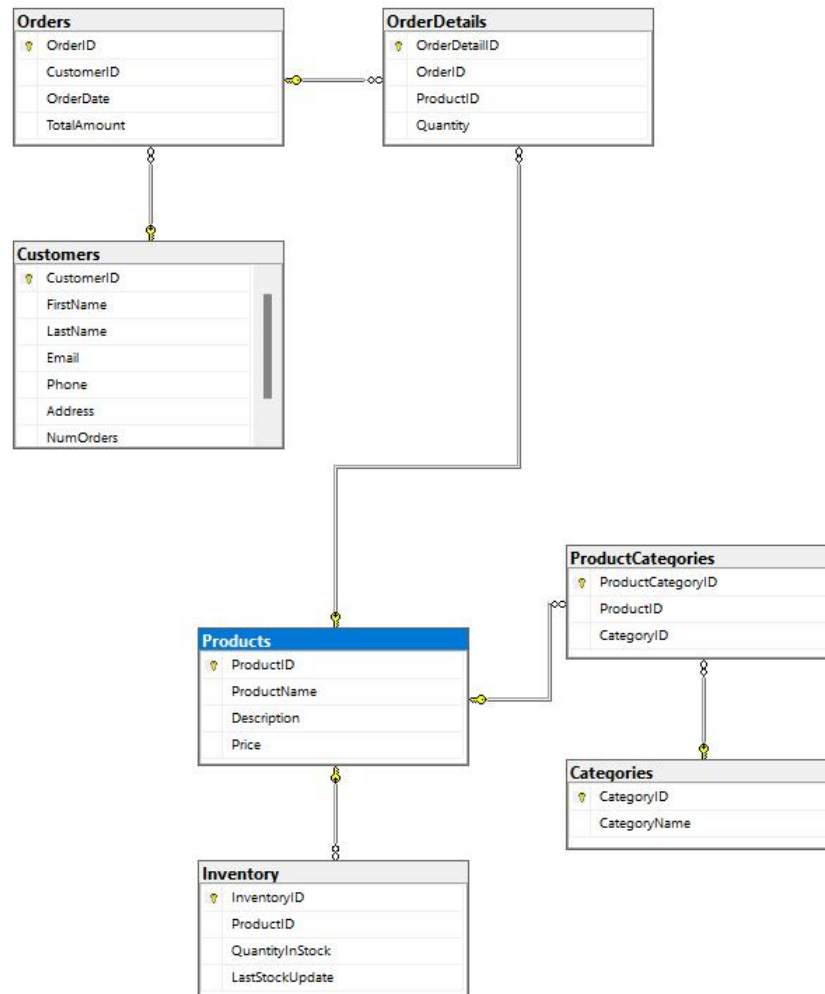 Orders
OrderID
CustomerID
OrderDate
TotalAmount
OrderDetails
OrderDetailID
OrderID
ProductID
Quantity
Customers
CustomerID
FirstName
LastName
Email
Phone
Address
NumOrders
ProductCategories
ProductCategoryID
ProductID
CategoryID
Products
ProductID
ProductName
Description
Price
Categories
CategoryID
CategoryName
Inventory
InventoryID
ProductID
QuantityInStock
LastStockUpdate